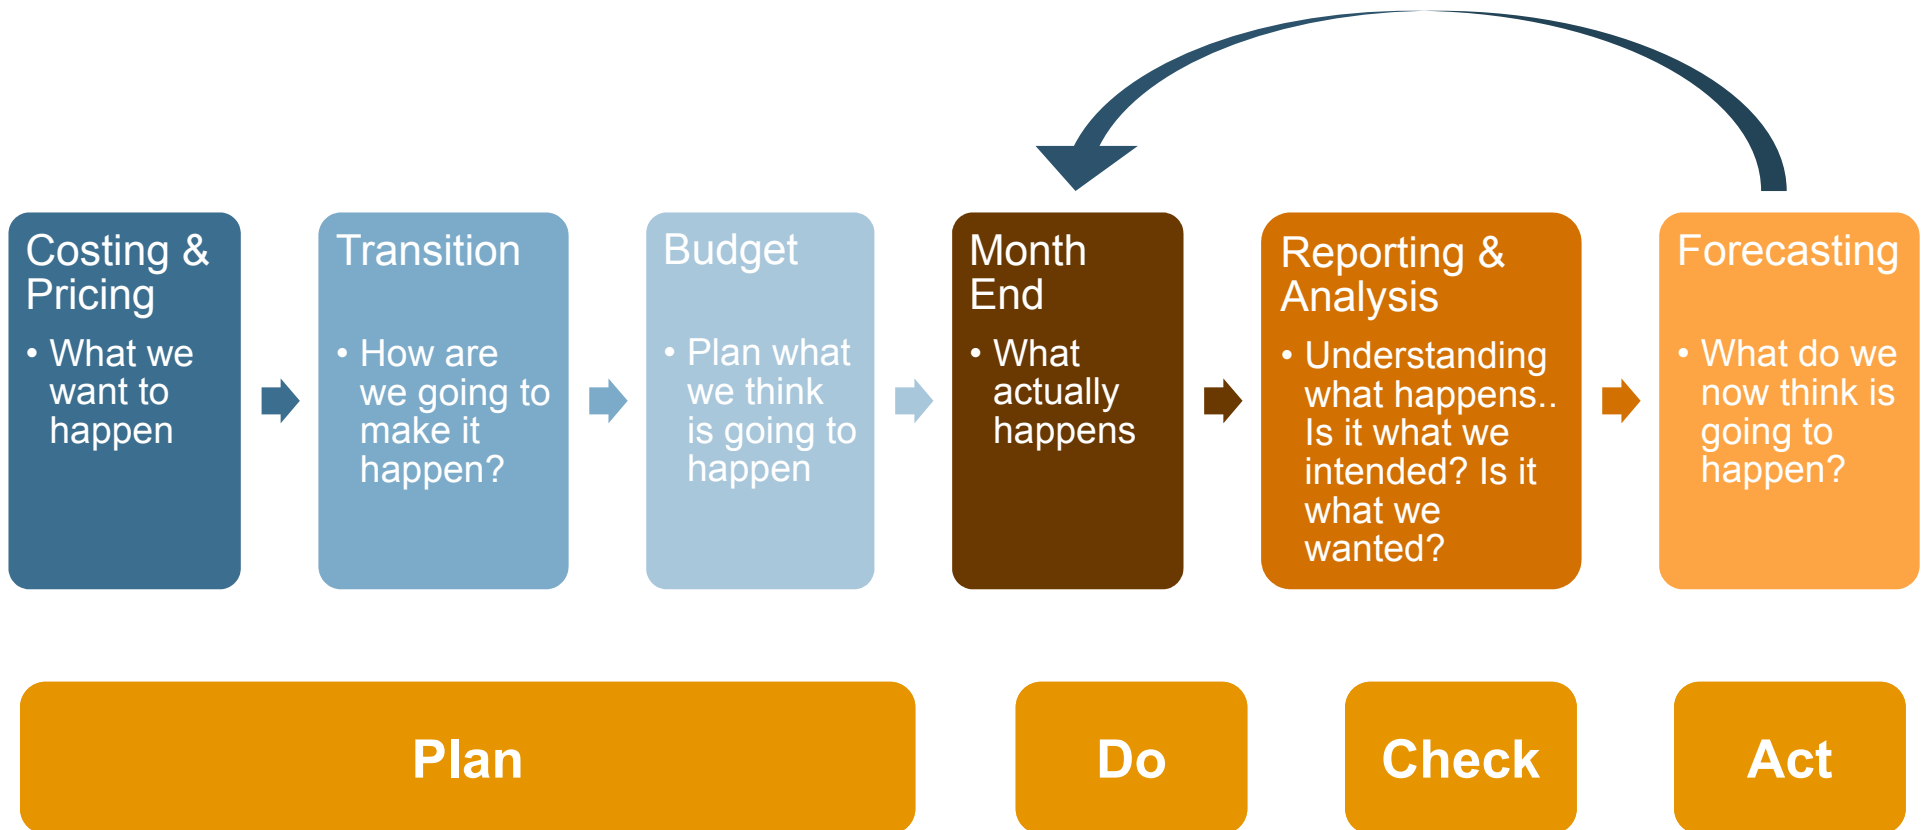 Costing &
Pricing
• What we
want to
happen
Transition
• How are
we going to
make it
happen?
Budget
• Plan what
we think
is going to
happen
Month
End
• What
actually
happens
Reporting &
Analysis
• Understanding
what happens..
Is it what we
intended? Is it
what we
wanted?
Forecasting
• What do we
now think is
going to
happen?
Plan
Do
Check
Act